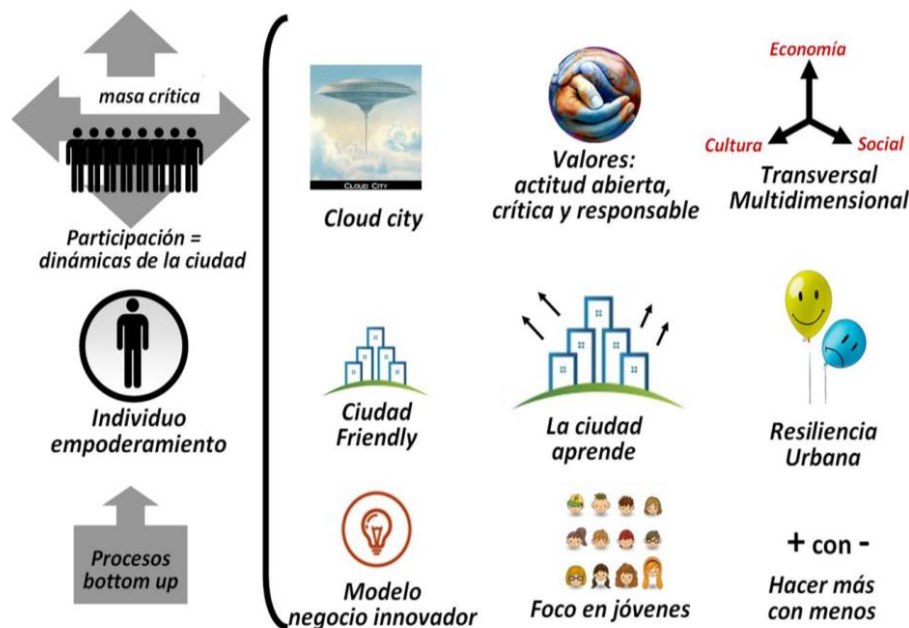 masa crítica
Participación =
dinámicas de la ciudad
Individuo
empoderamiento
Procesos
bottom up
CLOUD CITY
Cloud city
Valores:
actitud abierta,
crítica y responsable
Economía
Cultura
Social
Transversal
Multidimensional
Ciudad
Friendly
La ciudad
aprende
Resiliencia
Urbana
Modelo
negocio innovador
Foco en jóvenes
+ con -
Hacer más
con menos